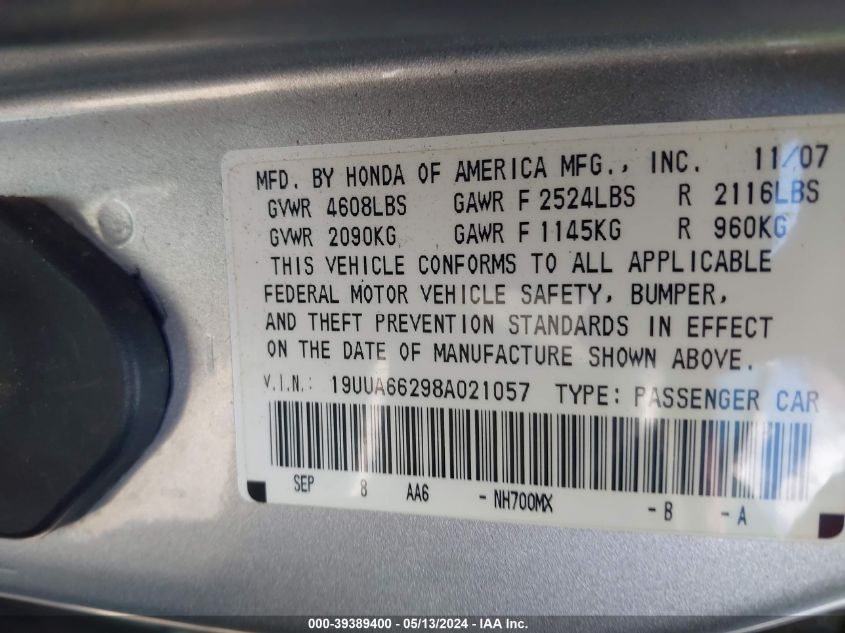 MFD. BY HONDA OF AMERICA MFG., INC. 11/07
GVWR 4608LBS GAWR F 2524LBS R 2116LBS
GVWR 2090KG GAWR F 1145KG R 960KG
THIS VEHICLE CONFORMS TO ALL APPLICABLE
FEDERAL MOTOR VEHICLE SAFETY, BUMPER,
AND THEFT PREVENTION STANDARDS IN EFFECT
ON THE DATE OF MANUFACTURE SHOWN ABOVE.
V.I.N.: 19UUA66298A021057 TYPE: PASSENGER CAR
SEP 8 AA6 -NH700MX -B -A
000-39389400 - 05/13/2024 - iaai.com